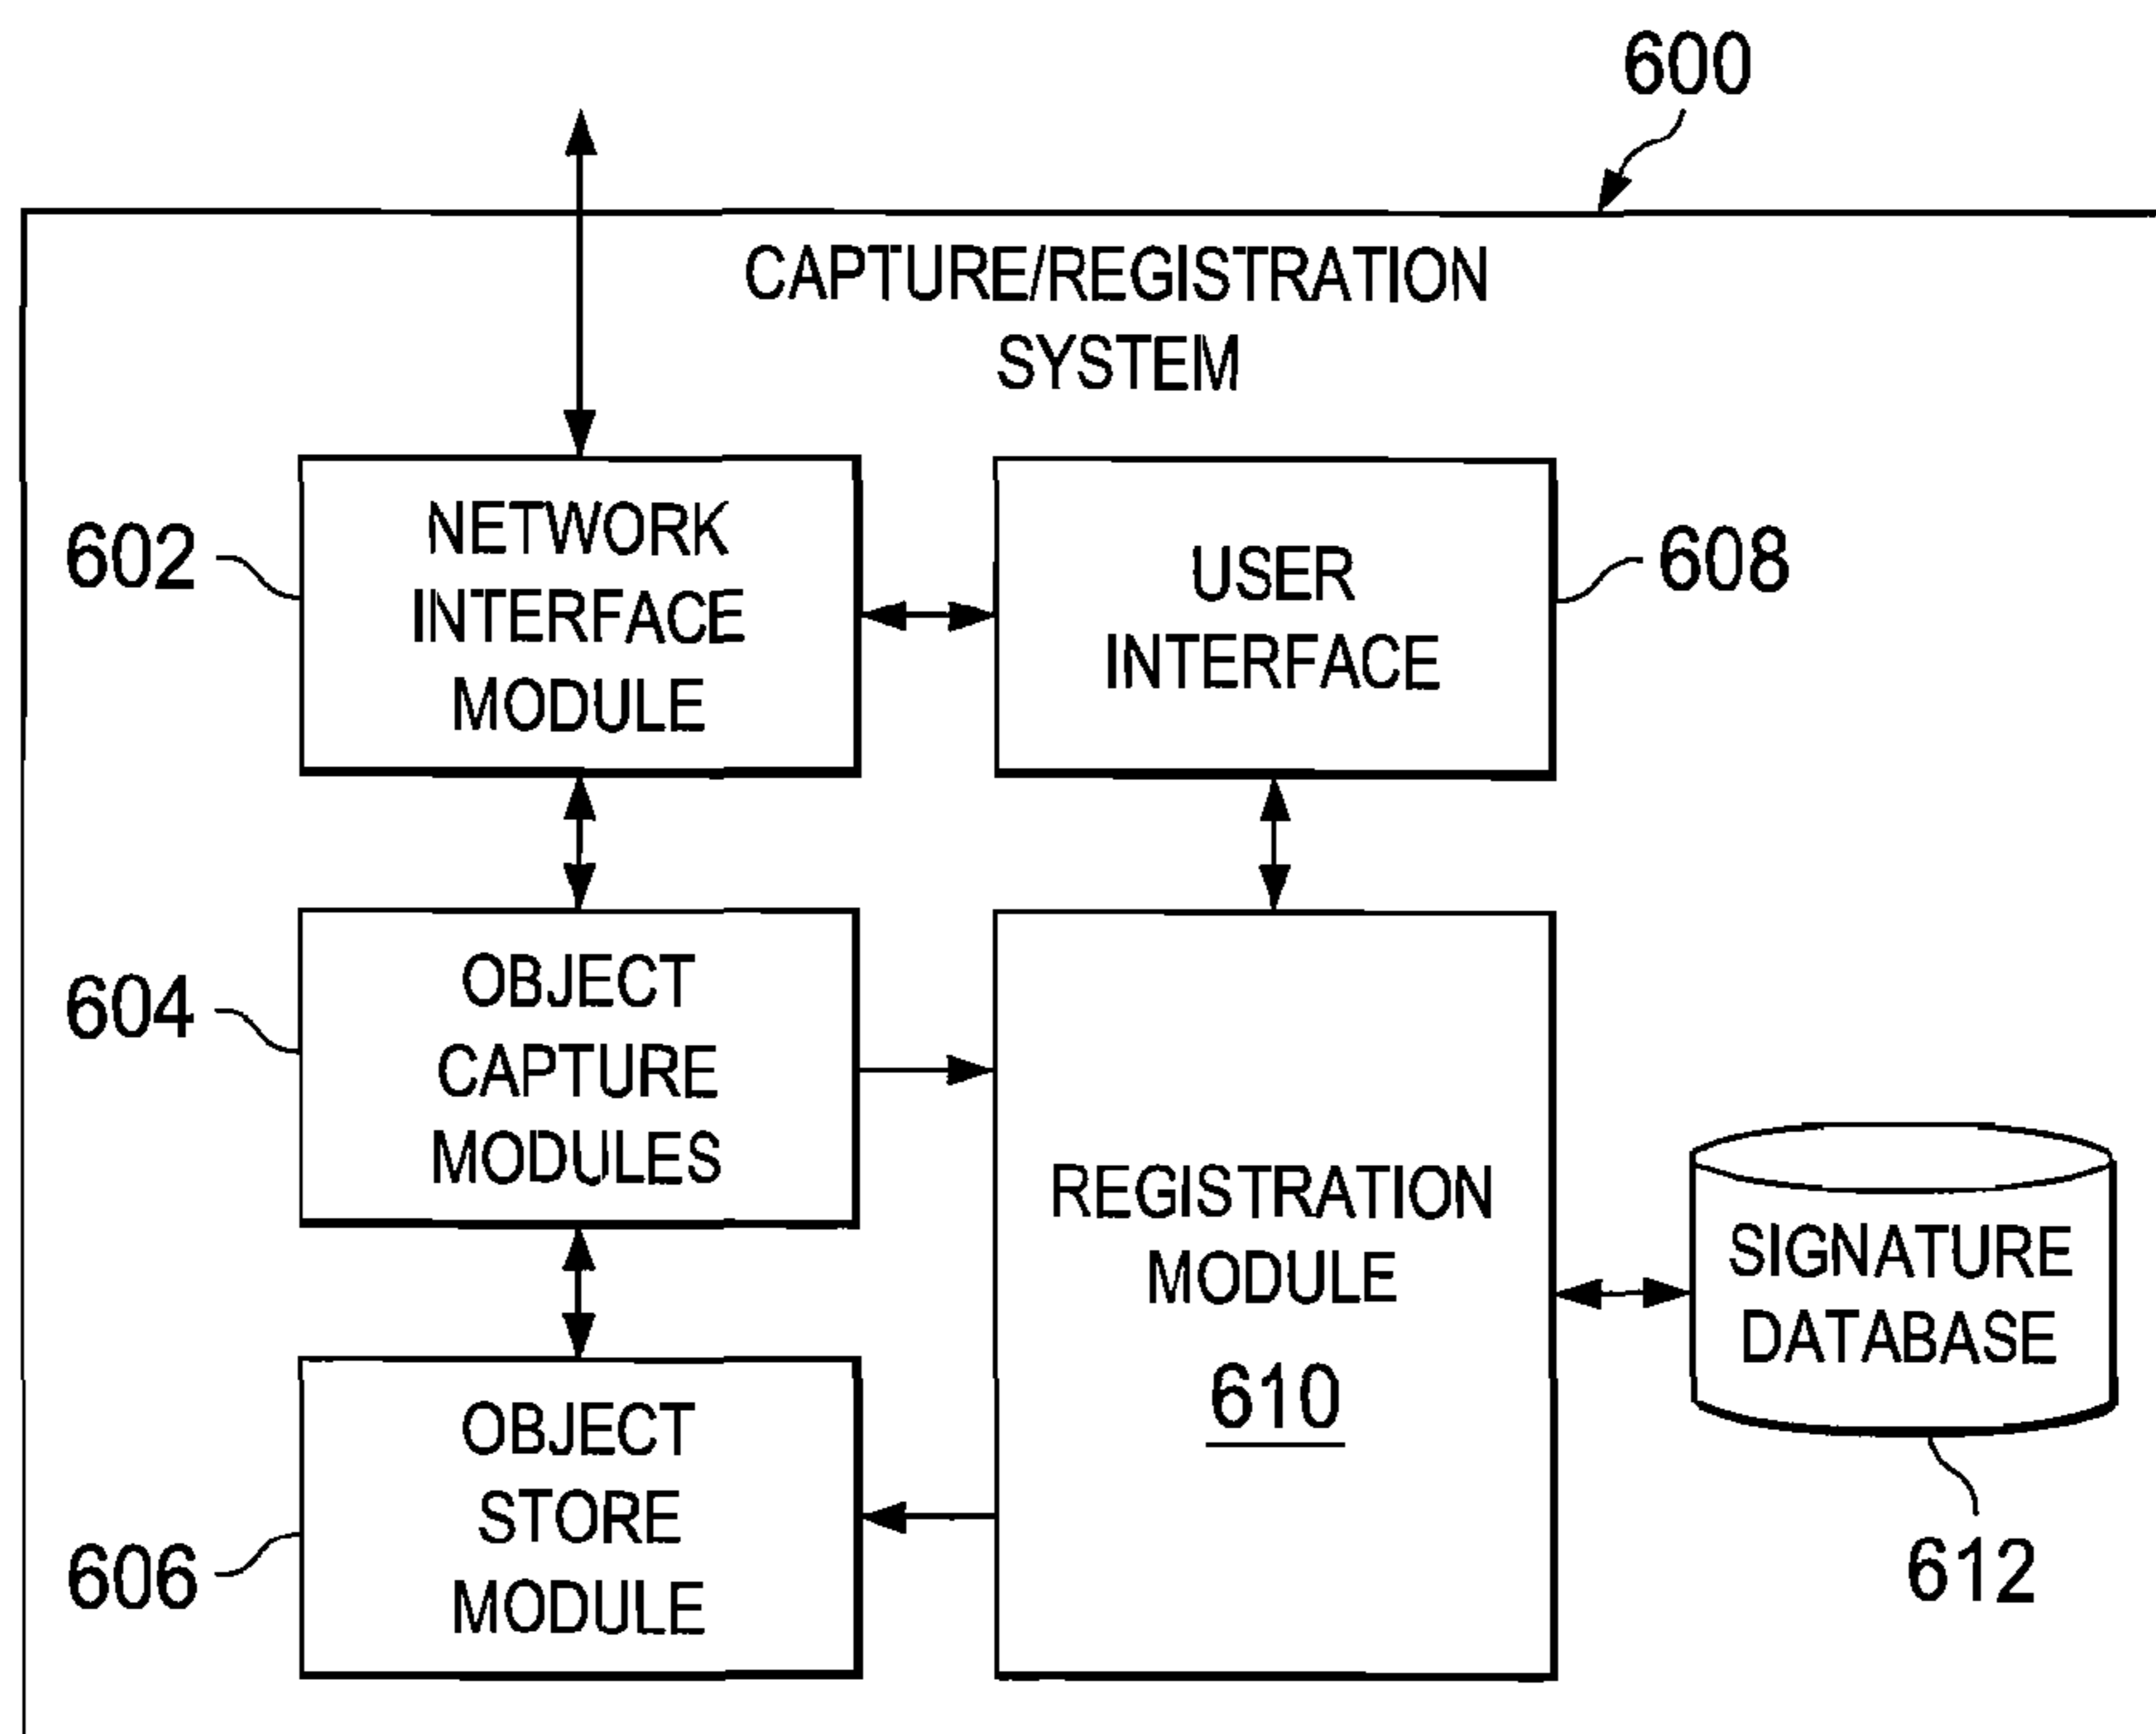 600
CAPTURE/REGISTRATION
SYSTEM
602
NETWORK
INTERFACE
MODULE
USER
INTERFACE
608
604
OBJECT
CAPTURE
MODULES
REGISTRATION
MODULE
610
SIGNATURE
DATABASE
612
606
OBJECT
STORE
MODULE